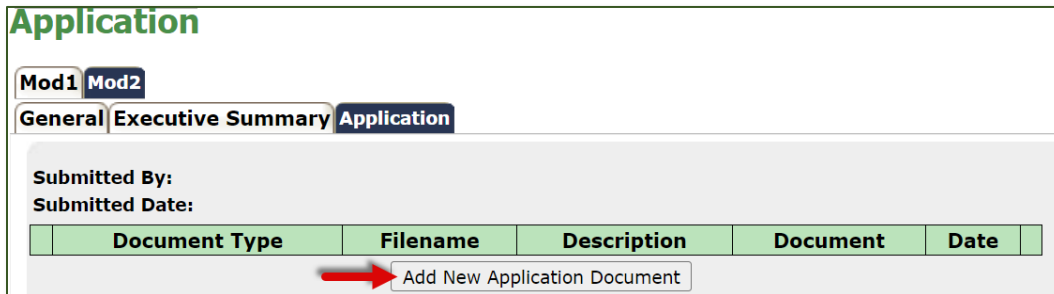 Application
Mod1 Mod2
General Executive Summary Application
Submitted By:
Submitted Date:
Document Type Filename Description Document Date
Add New Application Document